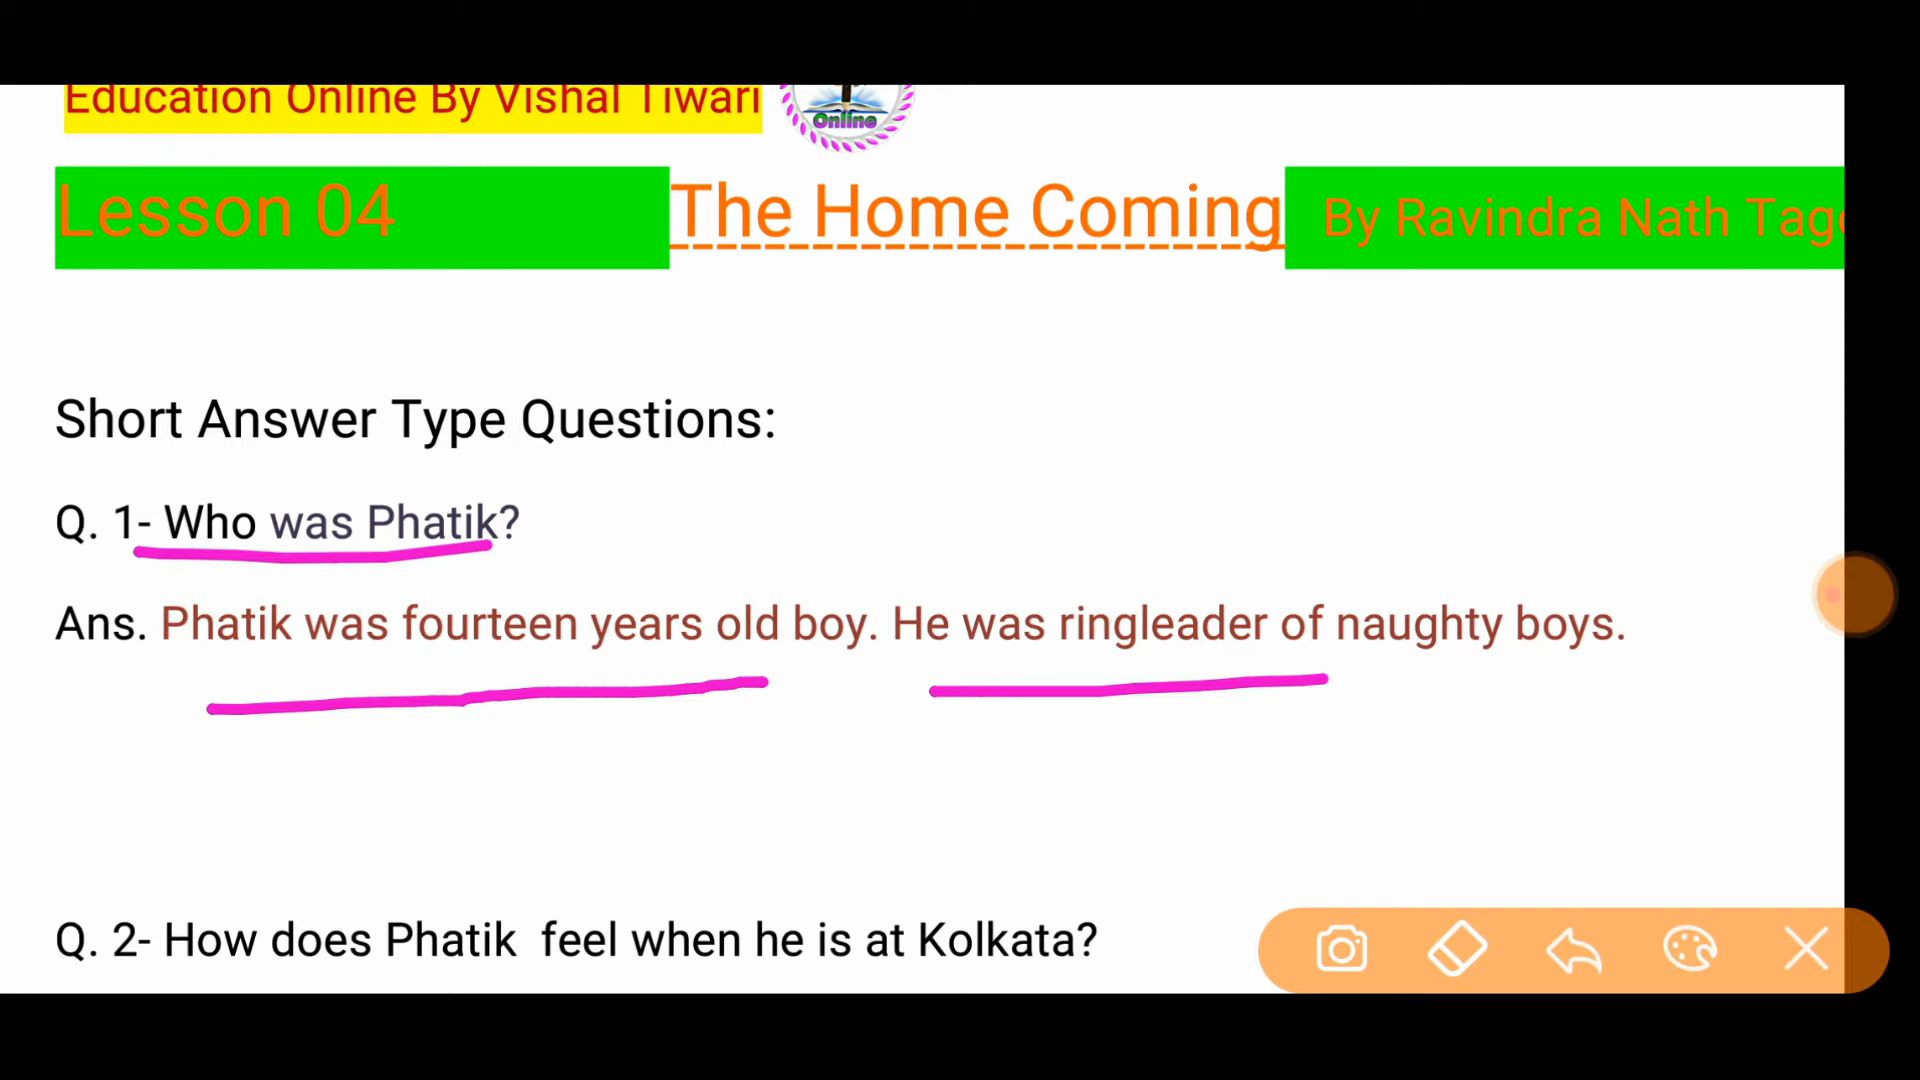 Education Online By Vishal Tiwari
Online
Lesson 04 The Home Coming By Ravindra Nath
Short Answer Type Questions:
Q. 1- Who was Phatik?
Ans. Phatik was fourteen years old boy. He was ringleader of naughty boys.
Q. 2- How does Phatik feel when he is at Kolkata?